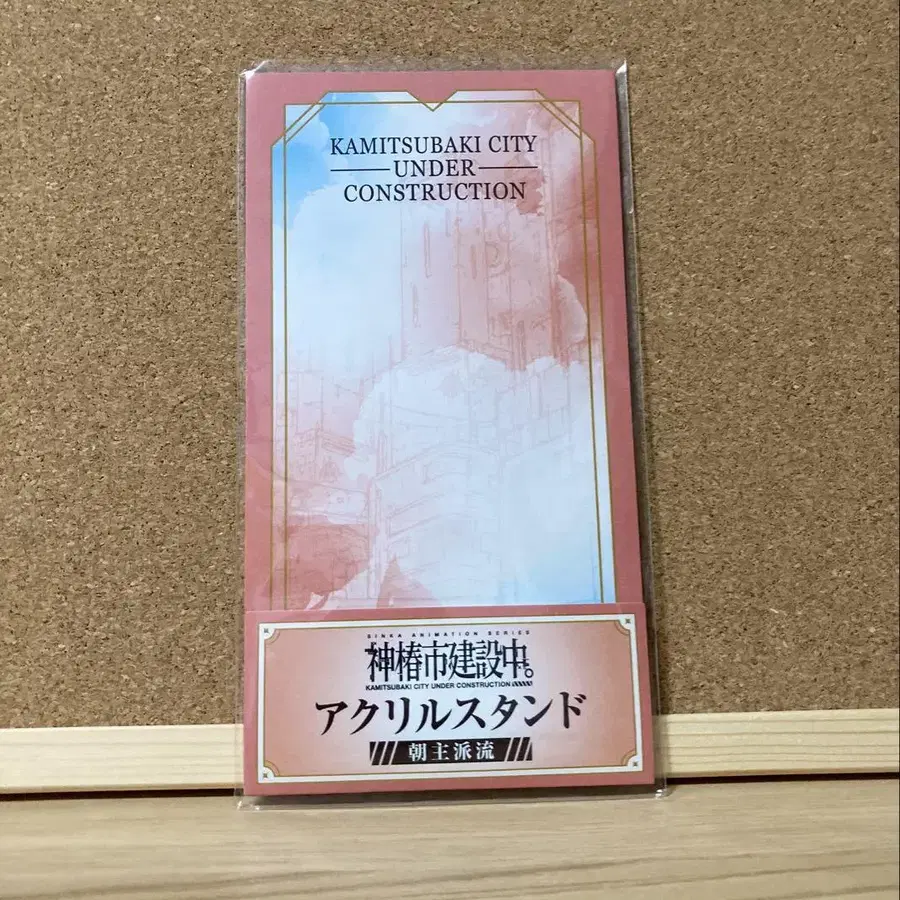 KAMITSUBAKI CITY
UNDER
CONSTRUCTION
SINKA ANIMATION SERIES
神椿市建設中。
KAMITSUBAKI CITY UNDER CONSTRUCTION
アクリルスタンド
朝主派流